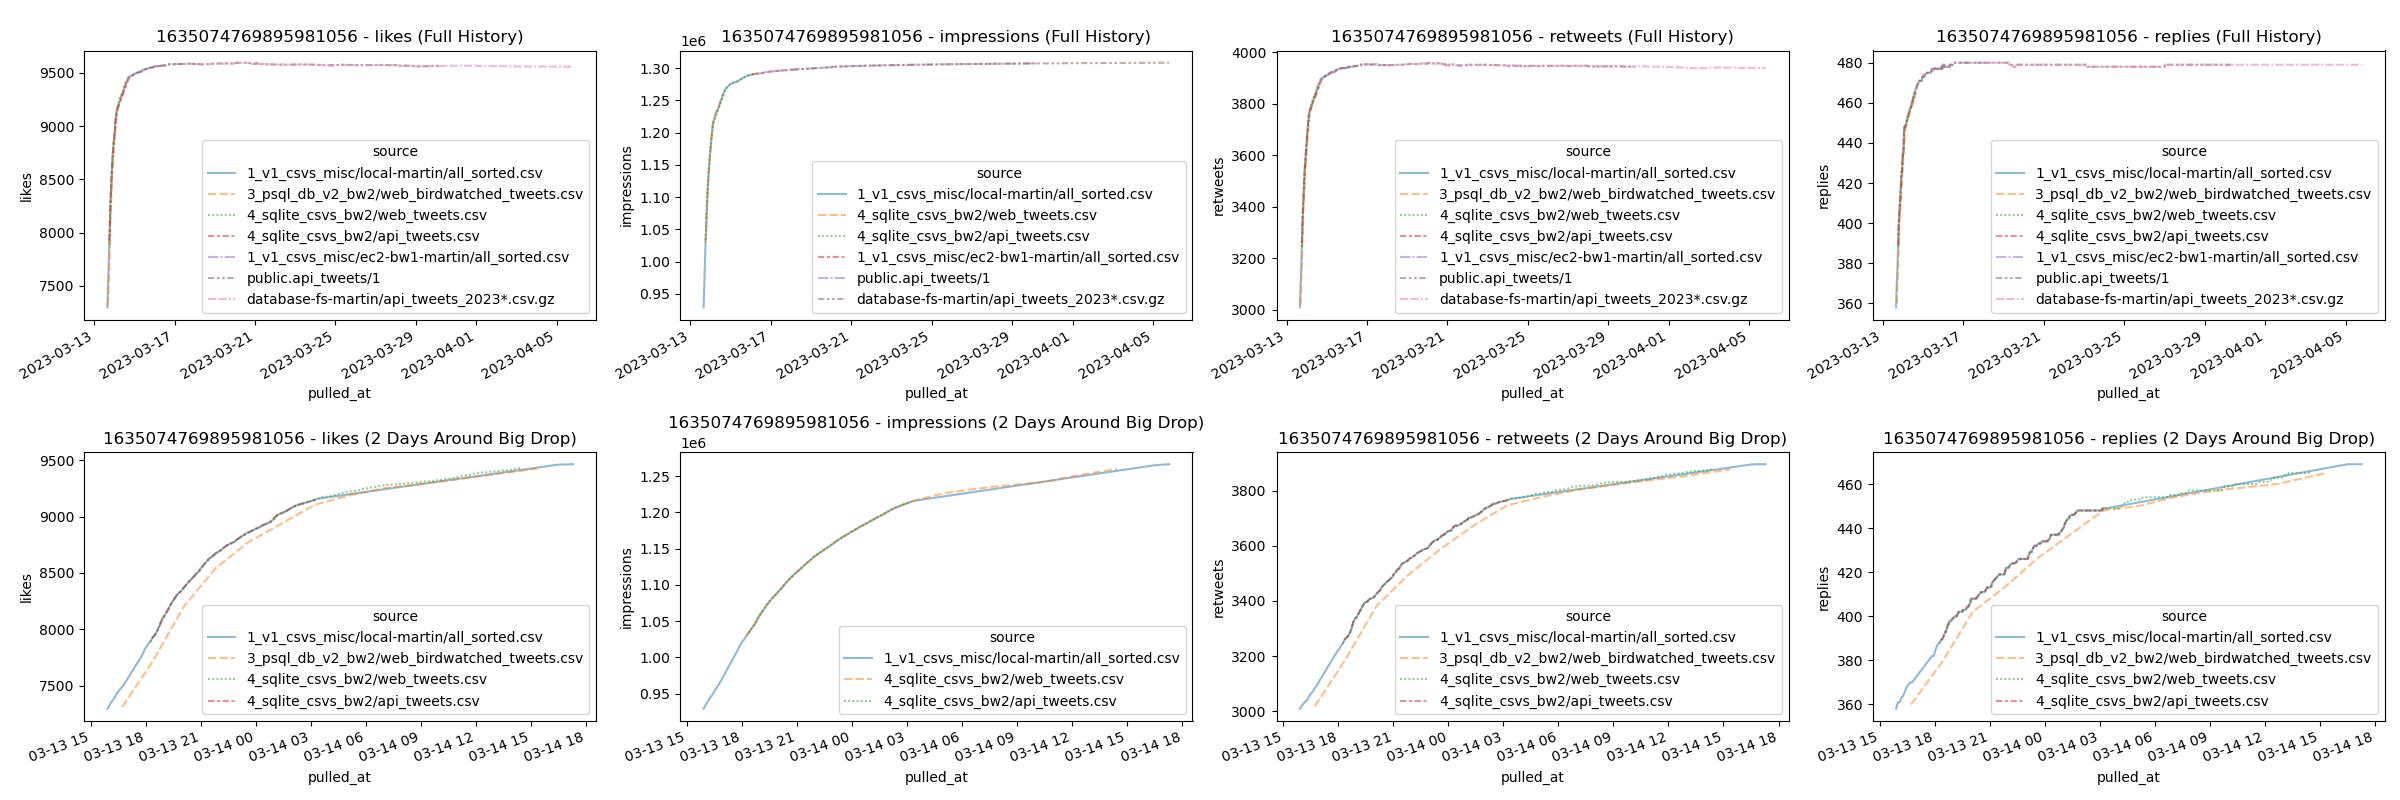 1635074769895981056 - likes (Full History)
likes
9500
9000
8500
8000
7500
source
1_v1_csvs_misc/local-martin/all_sorted.csv
3_psql_db_v2_bw2/web_birdwatched_tweets.csv
4_sqlite_csvs_bw2/web_tweets.csv
4_sqlite_csvs_bw2/api_tweets.csv
1_v1_csvs_misc/ec2-bw1-martin/all_sorted.csv
public.api_tweets/1
database-fs-martin/api_tweets_2023*.csv.gz
2023-03-13
2023-03-17
2023-03-21
2023-03-25
2023-03-29
2023-04-01
2023-04-05
pulled_at
1635074769895981056 - impressions (Full History)
1e6
impressions
1.30
1.25
1.20
1.15
1.10
1.05
1.00
0.95
source
1_v1_csvs_misc/local-martin/all_sorted.csv
4_sqlite_csvs_bw2/web_tweets.csv
4_sqlite_csvs_bw2/api_tweets.csv
1_v1_csvs_misc/ec2-bw1-martin/all_sorted.csv
public.api_tweets/1
database-fs-martin/api_tweets_2023*.csv.gz
2023-03-13
2023-03-17
2023-03-21
2023-03-25
2023-03-29
2023-04-01
2023-04-05
pulled_at
1635074769895981056 - retweets (Full History)
retweets
4000
3800
3600
3400
3200
3000
source
1_v1_csvs_misc/local-martin/all_sorted.csv
3_psql_db_v2_bw2/web_birdwatched_tweets.csv
4_sqlite_csvs_bw2/web_tweets.csv
4_sqlite_csvs_bw2/api_tweets.csv
1_v1_csvs_misc/ec2-bw1-martin/all_sorted.csv
public.api_tweets/1
database-fs-martin/api_tweets_2023*.csv.gz
2023-03-13
2023-03-17
2023-03-21
2023-03-25
2023-03-29
2023-04-01
2023-04-05
pulled_at
1635074769895981056 - replies (Full History)
replies
480
460
440
420
400
380
360
source
1_v1_csvs_misc/local-martin/all_sorted.csv
3_psql_db_v2_bw2/web_birdwatched_tweets.csv
4_sqlite_csvs_bw2/web_tweets.csv
4_sqlite_csvs_bw2/api_tweets.csv
1_v1_csvs_misc/ec2-bw1-martin/all_sorted.csv
public.api_tweets/1
database-fs-martin/api_tweets_2023*.csv.gz
2023-03-13
2023-03-17
2023-03-21
2023-03-25
2023-03-29
2023-04-01
2023-04-05
pulled_at
1635074769895981056 - likes (2 Days Around Big Drop)
likes
9500
9000
8500
8000
7500
source
1_v1_csvs_misc/local-martin/all_sorted.csv
3_psql_db_v2_bw2/web_birdwatched_tweets.csv
4_sqlite_csvs_bw2/web_tweets.csv
4_sqlite_csvs_bw2/api_tweets.csv
03-13 15
03-13 18
03-13 21
03-14 00
03-14 03
03-14 06
03-14 09
03-14 12
03-14 15
03-14 18
pulled_at
1635074769895981056 - impressions (2 Days Around Big Drop)
1e6
impressions
1.25
1.20
1.15
1.10
1.05
1.00
0.95
source
1_v1_csvs_misc/local-martin/all_sorted.csv
4_sqlite_csvs_bw2/web_tweets.csv
4_sqlite_csvs_bw2/api_tweets.csv
03-13 15
03-13 18
03-13 21
03-14 00
03-14 03
03-14 06
03-14 09
03-14 12
03-14 15
03-14 18
pulled_at
1635074769895981056 - retweets (2 Days Around Big Drop)
retweets
3800
3600
3400
3200
3000
source
1_v1_csvs_misc/local-martin/all_sorted.csv
3_psql_db_v2_bw2/web_birdwatched_tweets.csv
4_sqlite_csvs_bw2/web_tweets.csv
4_sqlite_csvs_bw2/api_tweets.csv
03-13 15
03-13 18
03-13 21
03-14 00
03-14 03
03-14 06
03-14 09
03-14 12
03-14 15
03-14 18
pulled_at
1635074769895981056 - replies (2 Days Around Big Drop)
replies
460
440
420
400
380
360
source
1_v1_csvs_misc/local-martin/all_sorted.csv
3_psql_db_v2_bw2/web_birdwatched_tweets.csv
4_sqlite_csvs_bw2/web_tweets.csv
4_sqlite_csvs_bw2/api_tweets.csv
03-13 15
03-13 18
03-13 21
03-14 00
03-14 03
03-14 06
03-14 09
03-14 12
03-14 15
03-14 18
pulled_at